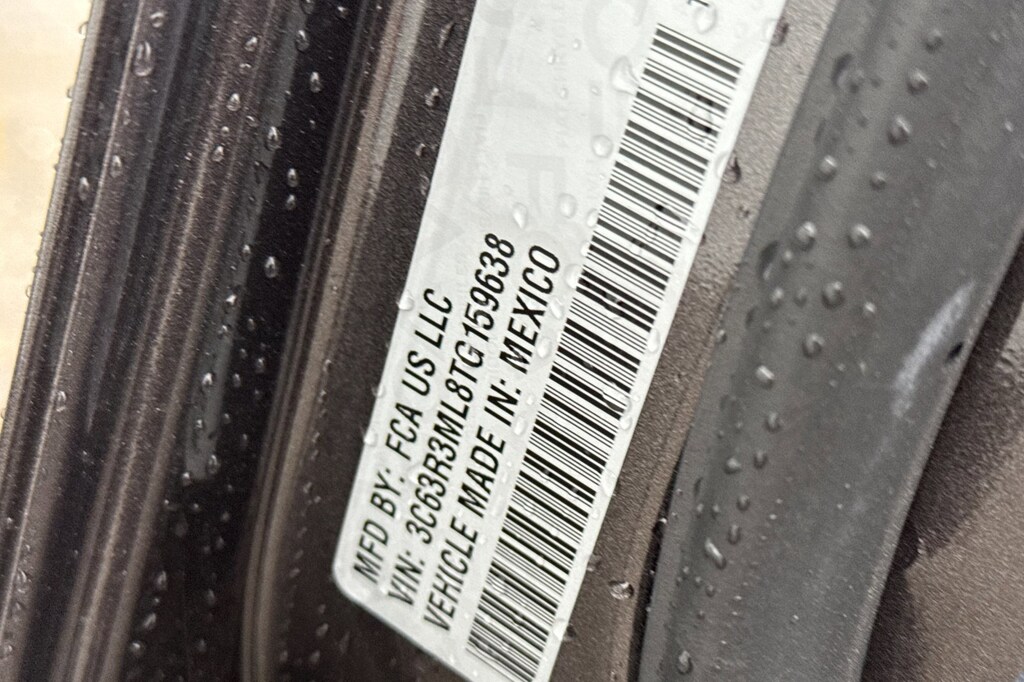 MFD BY: FCA US LLC
VIN: 3C63R3ML8TG159638
VEHICLE MADE IN: MEXICO